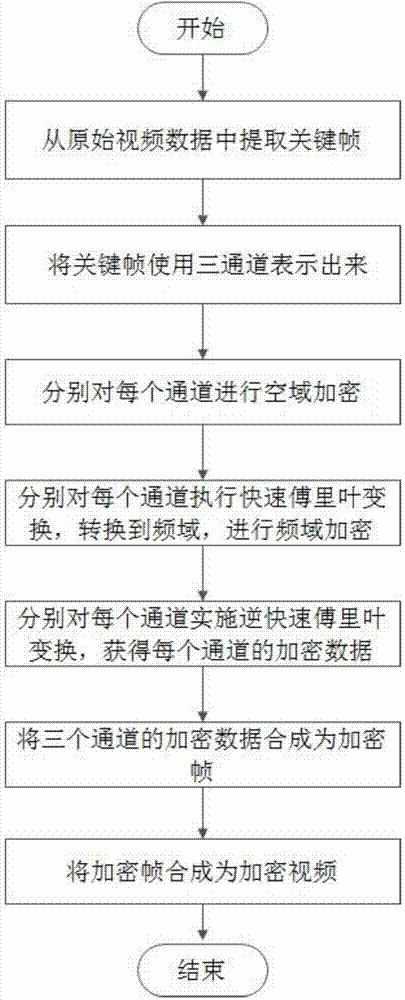 开始
从原始视频数据中提取关键帧
将关键帧使用三通道表示出来
分别对每个通道进行空域加密
分别对每个通道执行快速傅里叶变
换，转换到频域，进行频域加密
分别对每个通道实施逆快速傅里叶
变换，获得每个通道的加密数据
将三个通道的加密数据合成为加密
帧
将加密帧合成为加密视频
结束